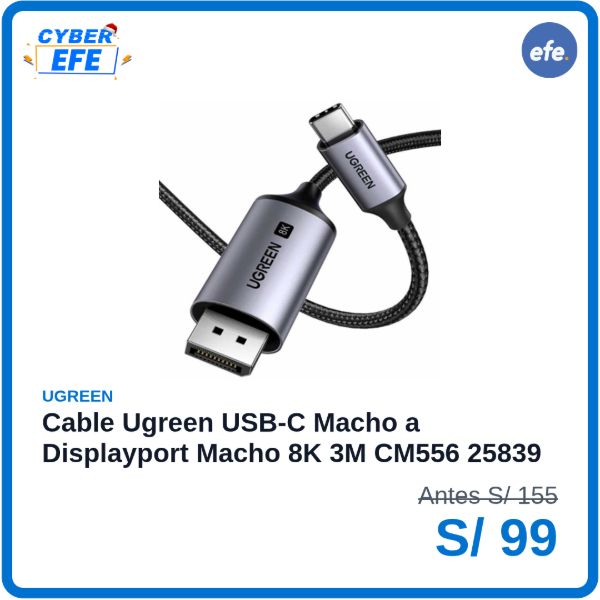 CYBER
EFE
efe.
UGREEN
UGREEN
8K
UGREEN
Cable Ugreen USB-C Macho a
Displayport Macho 8K 3M CM556 25839
Antes S/ 155
S/ 99